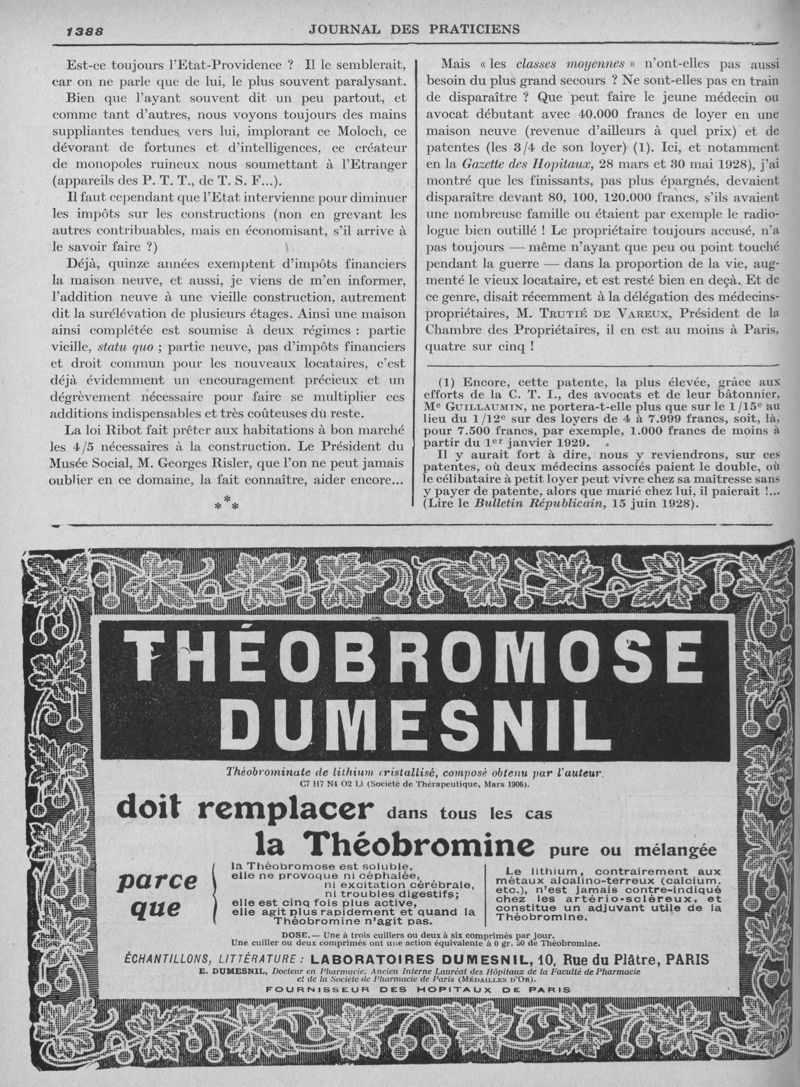 1388
JOURNAL DES PRATICIENS
Est-ce toujours l'Etat-Providence ? Il le semblerait,
car on ne parle que de lui, le plus souvent paralysant.
Bien que l'ayant souvent dit un peu partout, et
comme tant d'autres, nous voyons toujours des mains
suppliantes tendues vers lui, implorant ce Moloch, ce
dévorant de fortunes et d'intelligences, ce créateur
de monopoles ruineux nous soumettant à l'Etranger
(appareils des P. T. T., de T. S. F...).
Il faut cependant que l'Etat intervienne pour diminuer
les impôts sur les constructions (non en grevant les
autres contribuables, mais en économisant, s'il arrive à
le savoir faire ?)
Déjà, quinze années exemptent d'impôts financiers
la maison neuve, et aussi, je viens de m'en informer,
l'addition neuve à une vieille construction, autrement
dit la surélévation de plusieurs étages. Ainsi une maison
ainsi complétée est soumise à deux régimes : partie
vieille, statu quo ; partie neuve, pas d'impôts financiers
et droit commun pour les nouveaux locataires, c'est
déjà évidemment un encouragement précieux et un
dégrèvement nécessaire pour faire se multiplier ces
additions indispensables et très coûteuses du reste.
La loi Ribot fait prêter aux habitations à bon marché
les 4/5 nécessaires à la construction. Le Président du
Musée Social, M. Georges Risler, que l'on ne peut jamais
oublier en ce domaine, la fait connaître, aider encore...
***
Mais « les classes moyennes » n'ont-elles pas aussi
besoin du plus grand secours ? Ne sont-elles pas en train
de disparaître ? Que peut faire le jeune médecin ou
avocat débutant avec 40.000 francs de loyer en une
maison neuve (revenue d'ailleurs à quel prix) et de
patentes (les 3/4 de son loyer) (1). Ici, et notamment
en la Gazette des Hopitaux, 28 mars et 30 mai 1928), j'ai
montré que les finissants, pas plus épargnés, devaient
disparaître devant 80, 100, 120.000 francs, s'ils avaient
une nombreuse famille ou étaient par exemple le radio-
logue bien outillé ! Le propriétaire toujours accusé, n'a
pas toujours — même n'ayant que peu ou point touché
pendant la guerre — dans la proportion de la vie, aug-
menté le vieux locataire, et est resté bien en deçà. Et de
ce genre, disait récemment à la délégation des médecins-
propriétaires, M. TRUTIÉ DE VAREUX, Président de la
Chambre des Propriétaires, il en est au moins à Paris,
quatre sur cinq !
(1) Encore, cette patente, la plus élevée, grâce aux
efforts de la C. T. I., des avocats et de leur bâtonnier,
Me GUILLAUMIN, ne portera-t-elle plus que sur le 1/15e au
lieu du 1/12e sur des loyers de 4 à 7.999 francs, soit, là,
pour 7.500 francs, par exemple, 1.000 francs de moins à
partir du 1er janvier 1929.
Il y aurait fort à dire, nous y reviendrons, sur ces
patentes, où deux médecins associés paient le double, où
le célibataire à petit loyer peut vivre chez sa maîtresse sans
y payer de patente, alors que marié chez lui, il paierait !...
(Lire le Bulletin Républicain, 15 juin 1928).
THÉOBROMOSE
DUMESNIL
Théobrominate de lithium cristallisé, composé obtenu par l'auteur.
C7 H7 N4 O2 Li (Société de Thérapeutique, Mars 1906).
doit remplacer dans tous les cas
la Théobromine pure ou mélangée
parce
que
la Théobromose est soluble,
elle ne provoque ni céphalée,
ni excitation cérébrale,
ni troubles digestifs;
elle est cinq fois plus active,
elle agit plus rapidement et quand la
Théobromine n'agit pas.
Le lithium, contrairement aux
métaux alcalino-terreux (calcium,
etc.), n'est jamais contre-indiqué
chez les artério-scléreux, et
constitue un adjuvant utile de la
Théobromine.
DOSE.— Une à trois cuillers ou deux à six comprimés par jour.
Une cuiller ou deux comprimés ont une action équivalente à 0 gr. 50 de Théobromine.
ÉCHANTILLONS, LITTÉRATURE : LABORATOIRES DUMESNIL, 10, Rue du Plâtre, PARIS
E. DUMESNIL, Docteur en Pharmacie. Ancien Interne Lauréat des Hôpitaux de la Faculté de Pharmacie
et de la Société de Pharmacie de Paris (MÉDAILLES D'OR).
FOURNISSEUR DES HOPITAUX DE PARIS